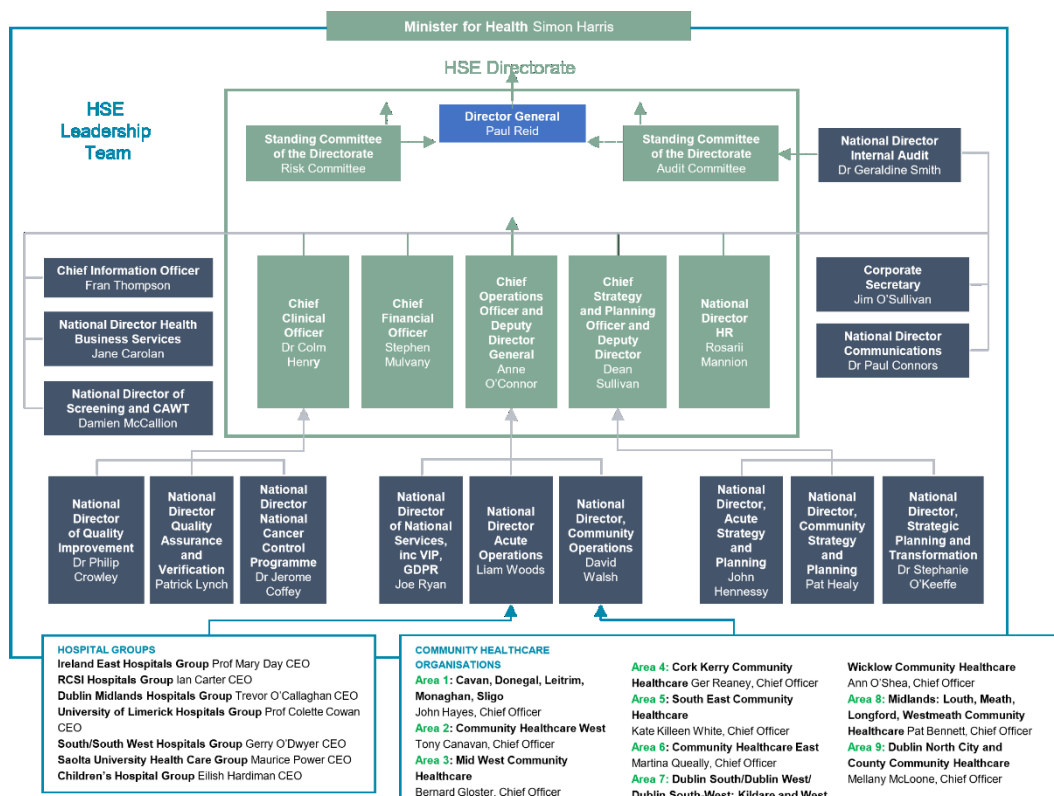 Minister for Health Simon Harris
HSE Directorate
HSE
Leadership
Team
Director General
Paul Reid
Standing Committee
of the Directorate
Risk Committee
Standing Committee
of the Directorate
Audit Committee
National Director
Internal Audit
Dr Geraldine Smith
Chief Information Officer
Fran Thompson
National Director Health
Business Services
Jane Carolan
National Director of
Screening and CAWT
Damien McCallion
Chief
Clinical
Officer
Dr Colm
Henry
Chief
Financial
Officer
Stephen
Mulvany
Chief
Operations
Officer and
Deputy
Director
General
Anne
O'Connor
Chief
Strategy
and Planning
Officer and
Deputy
Director
Dean
Sullivan
National
Director
HR
Rosarii
Mannion
Corporate
Secretary
Jim O'Sullivan
National Director
Communications
Dr Paul Connors
National
Director
of Quality
Improvement
Dr Philip
Crowley
National
Director
Quality
Assurance
and
Verification
Patrick Lynch
National
Director
National
Cancer
Control
Programme
Dr Jerome
Coffey
National
Director
of National
Services,
inc VIP,
GDPR
Joe Ryan
National
Director
Acute
Operations
Liam Woods
National
Director,
Community
Operations
David
Walsh
National
Director,
Acute
Strategy
and
Planning
John
Hennessy
National
Director,
Community
Strategy
and
Planning
Pat Healy
National
Director,
Strategic
Planning and
Transformation
Dr Stephanie
O'Keeffe
HOSPITAL GROUPS
Ireland East Hospitals Group Prof Mary Day CEO
RCSI Hospitals Group Ian Carter CEO
Dublin Midlands Hospitals Group Trevor O'Callaghan CEO
University of Limerick Hospitals Group Prof Colette Cowan
CEO
South/South West Hospitals Group Gerry O'Dwyer CEO
Saolta University Health Care Group Maurice Power CEO
Children's Hospital Group Eilish Hardiman CEO
COMMUNITY HEALTHCARE
ORGANISATIONS
Area 1: Cavan, Donegal, Leitrim,
Monaghan, Sligo
John Hayes, Chief Officer
Area 2: Community Healthcare West
Tony Canavan, Chief Officer
Area 3: Mid West Community
Healthcare
Bernard Gloster, Chief Officer
Area 4: Cork Kerry Community
Healthcare Ger Reaney, Chief Officer
Area 5: South East Community
Healthcare
Kate Killeen White, Chief Officer
Area 6: Community Healthcare East
Martina Queally, Chief Officer
Area 7: Dublin South/Dublin West/
Dublin South-West; Kildare and West
Wicklow Community Healthcare
Ann O'Shea, Chief Officer
Area 8: Midlands: Louth, Meath,
Longford, Westmeath Community
Healthcare Pat Bennett, Chief Officer
Area 9: Dublin North City and
County Community Healthcare
Mellany McLoone, Chief Officer